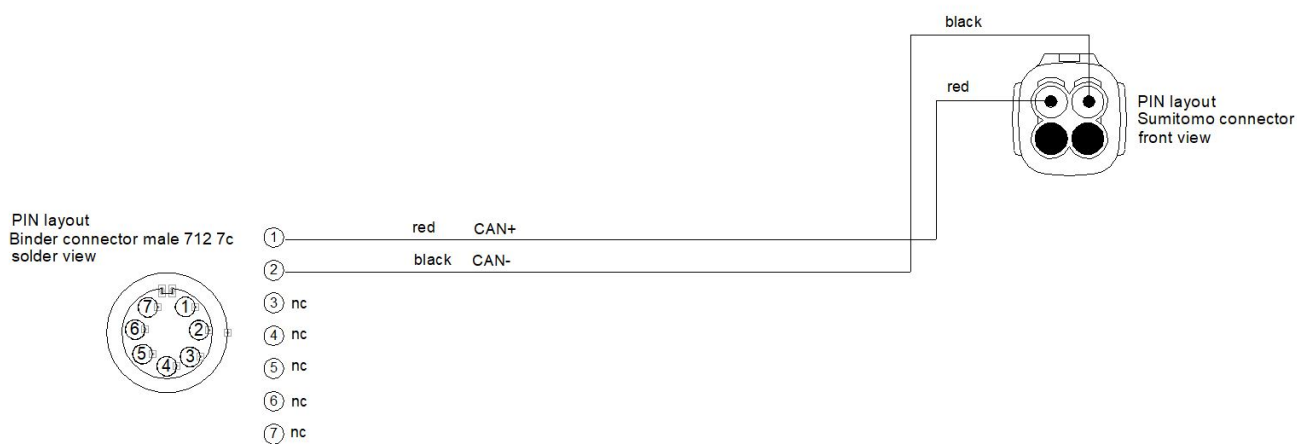 black
red
PIN layout
Sumitomo connector
front view
PIN layout
Binder connector male 712 7c
solder view
1 red CAN+
2 black CAN-
3 nc
4 nc
5 nc
6 nc
7 nc
7 1
6 2
5 3
4